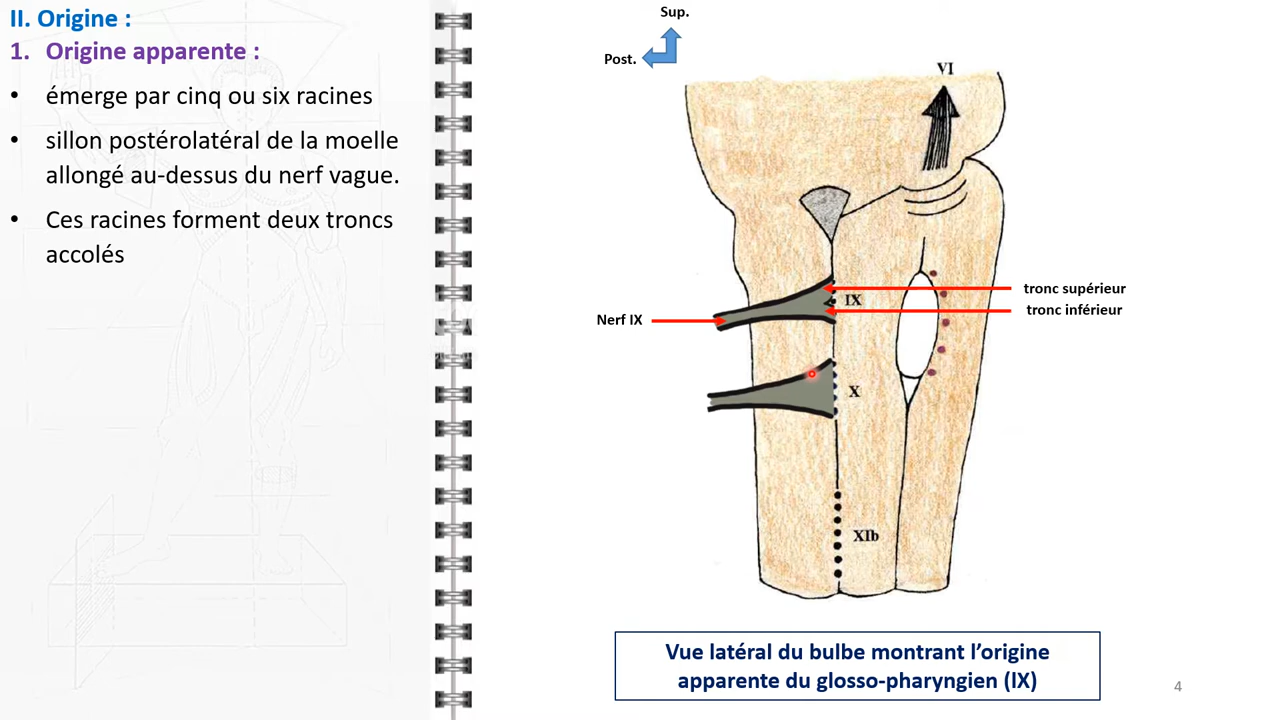 II. Origine :
1. Origine apparente :
• émerge par cinq ou six racines
• sillon postérolatéral de la moelle
allongé au-dessus du nerf vague.
• Ces racines forment deux troncs
accolés
Sup.
Post.
VI
IX
tronc supérieur
tronc inférieur
Nerf IX
X
XIb
Vue latéral du bulbe montrant l’origine
apparente du glosso-pharyngien (IX)
4